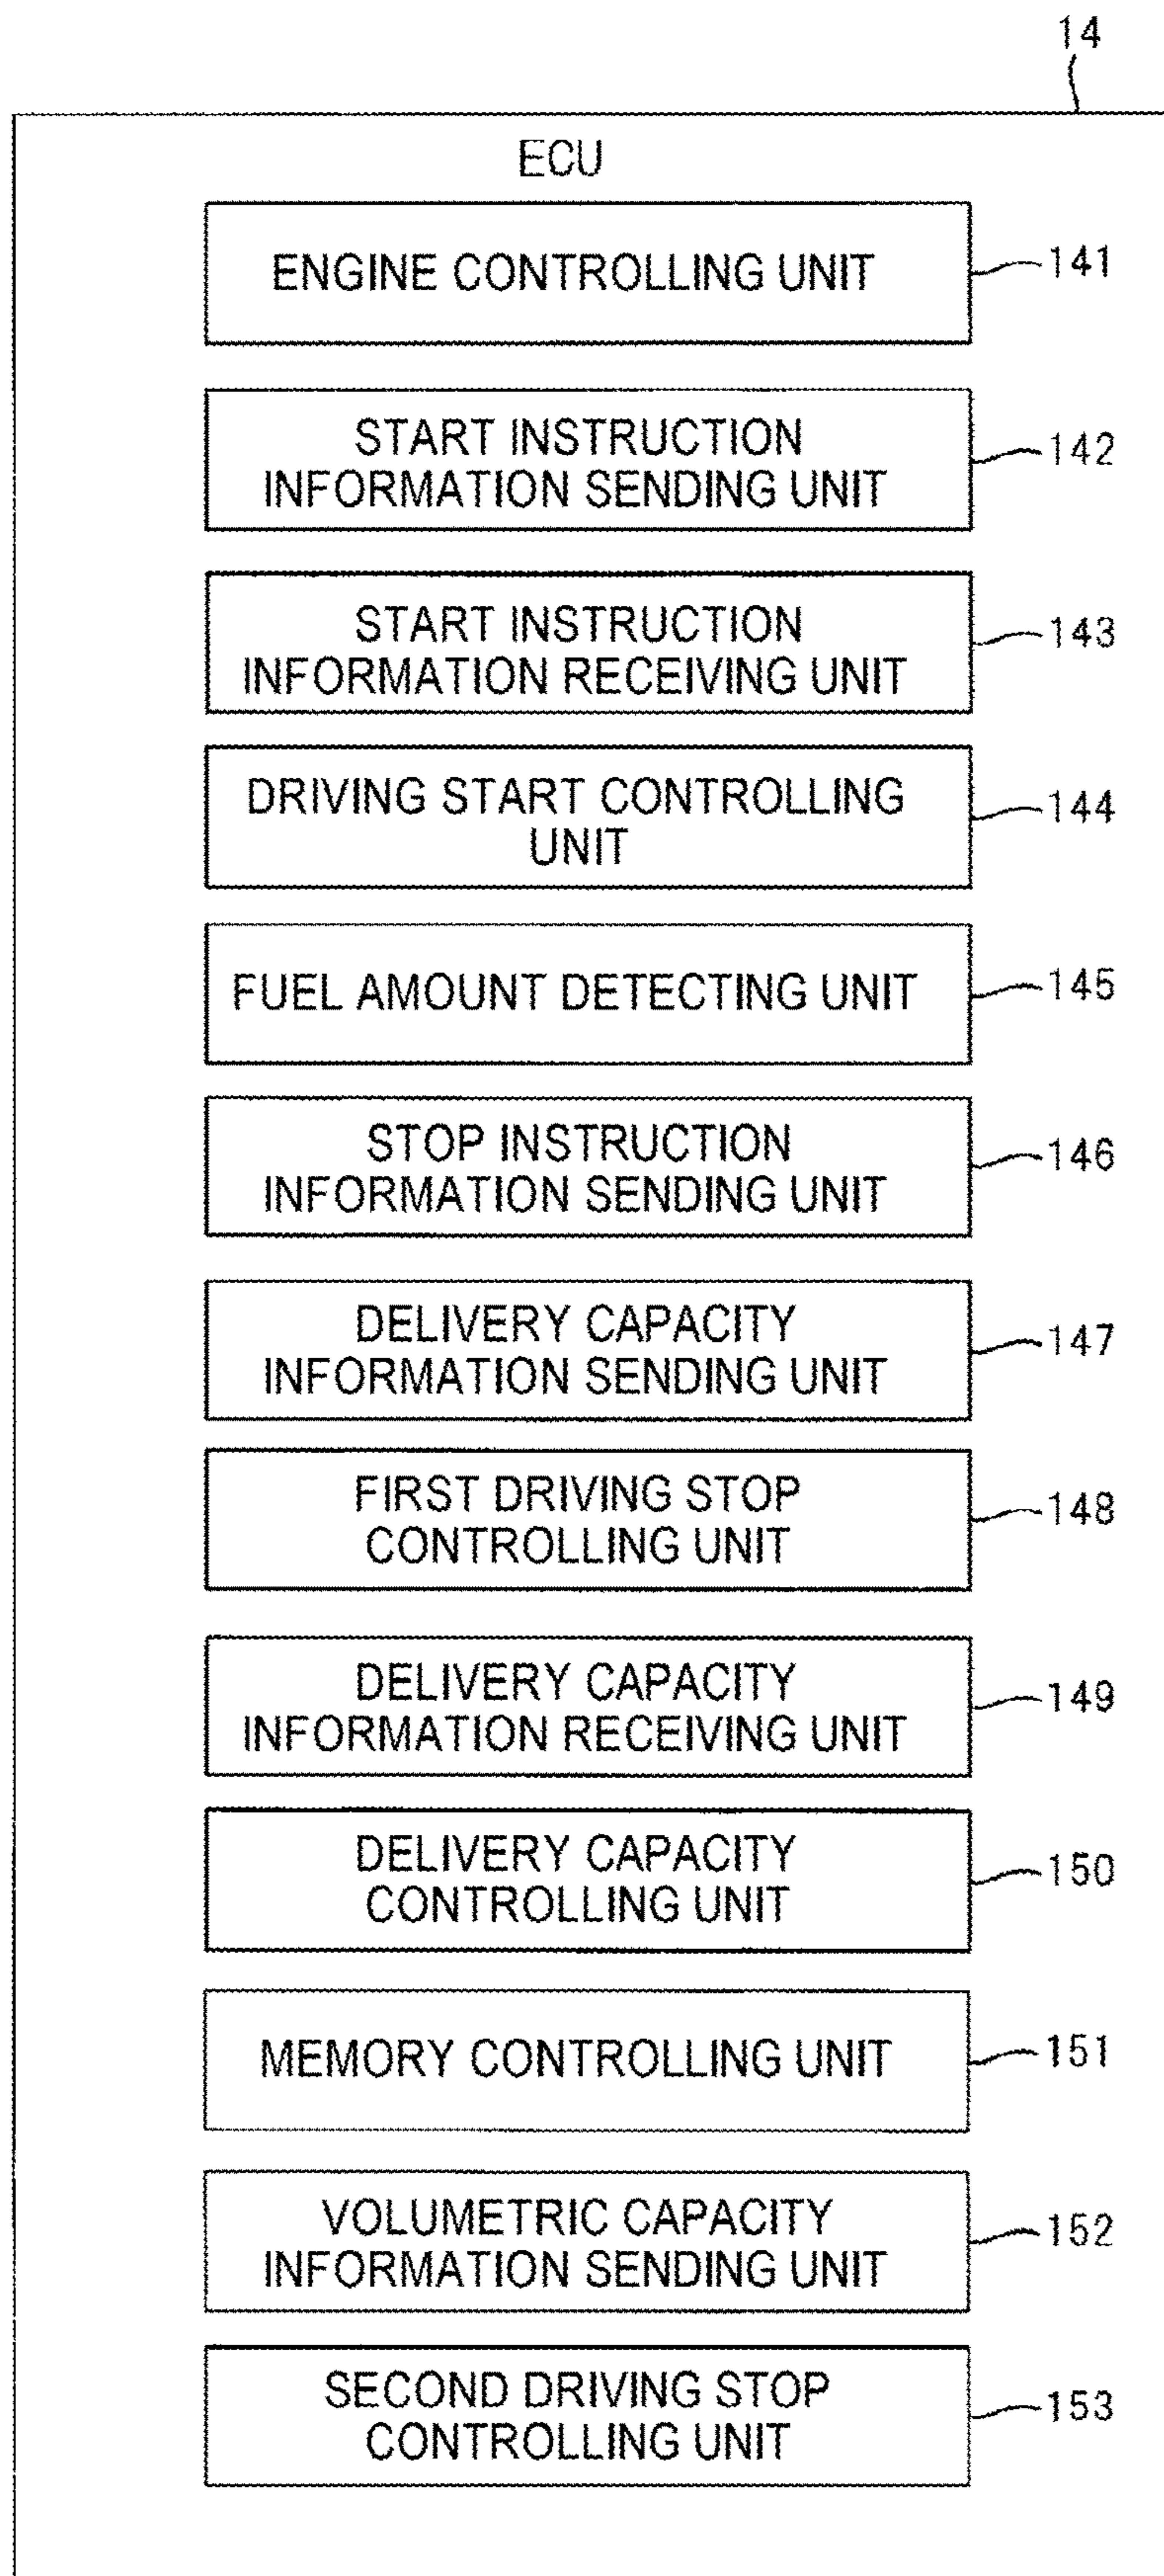 14
ECU
ENGINE CONTROLLING UNIT
141
START INSTRUCTION
INFORMATION SENDING UNIT
142
START INSTRUCTION
INFORMATION RECEIVING UNIT
143
DRIVING START CONTROLLING
UNIT
144
FUEL AMOUNT DETECTING UNIT
145
STOP INSTRUCTION
INFORMATION SENDING UNIT
146
DELIVERY CAPACITY
INFORMATION SENDING UNIT
147
FIRST DRIVING STOP
CONTROLLING UNIT
148
DELIVERY CAPACITY
INFORMATION RECEIVING UNIT
149
DELIVERY CAPACITY
CONTROLLING UNIT
150
MEMORY CONTROLLING UNIT
151
VOLUMETRIC CAPACITY
INFORMATION SENDING UNIT
152
SECOND DRIVING STOP
CONTROLLING UNIT
153